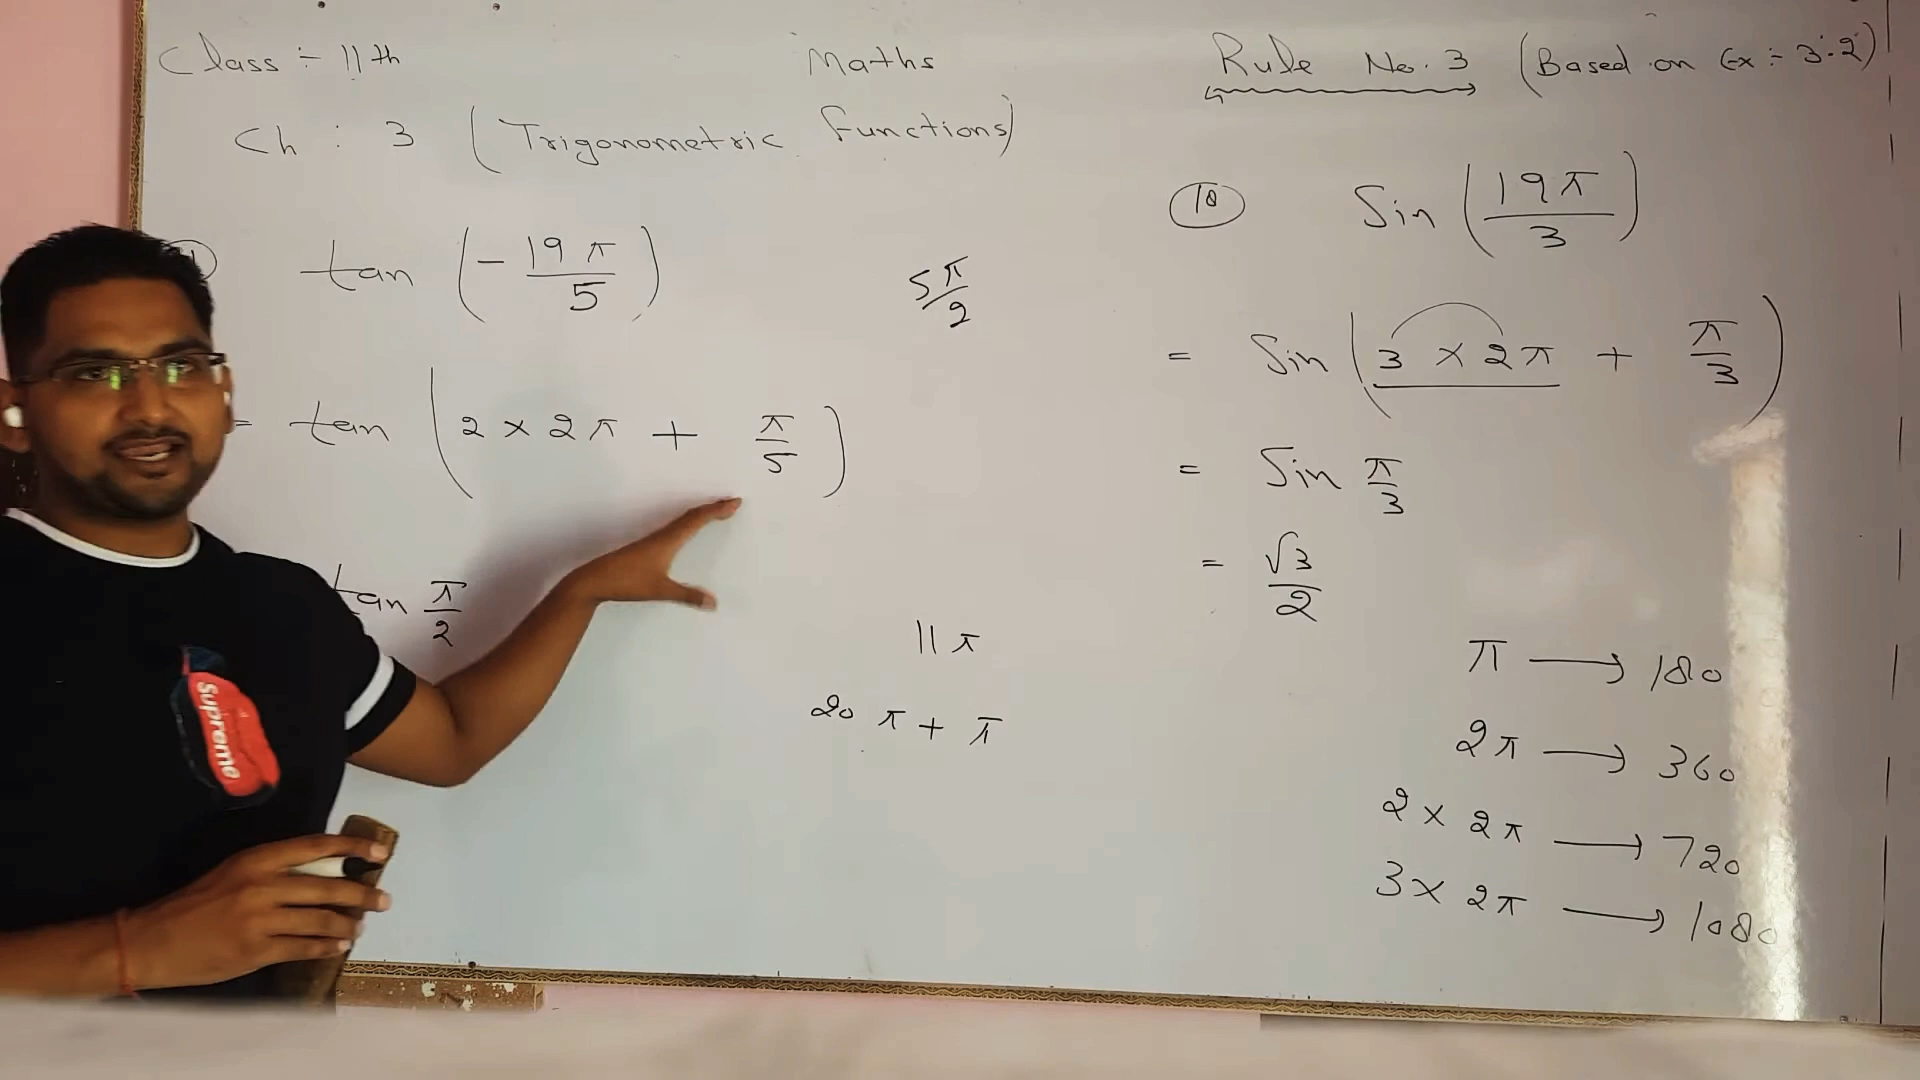 Class :- 11th Maths
Ch : 3 (Trigonometric Functions)
tan (- 19π/5)
5π/2
= tan (2 × 2π + π/5)
tan π/2
11π
20π + π
Rule No. 3 (Based on Ex :- 3.2)
10 Sin (19π/3)
= Sin (3 × 2π + π/3)
= Sin π/3
= √3/2
π → 180
2π → 360
2 × 2π → 720
3 × 2π → 1080
Supreme